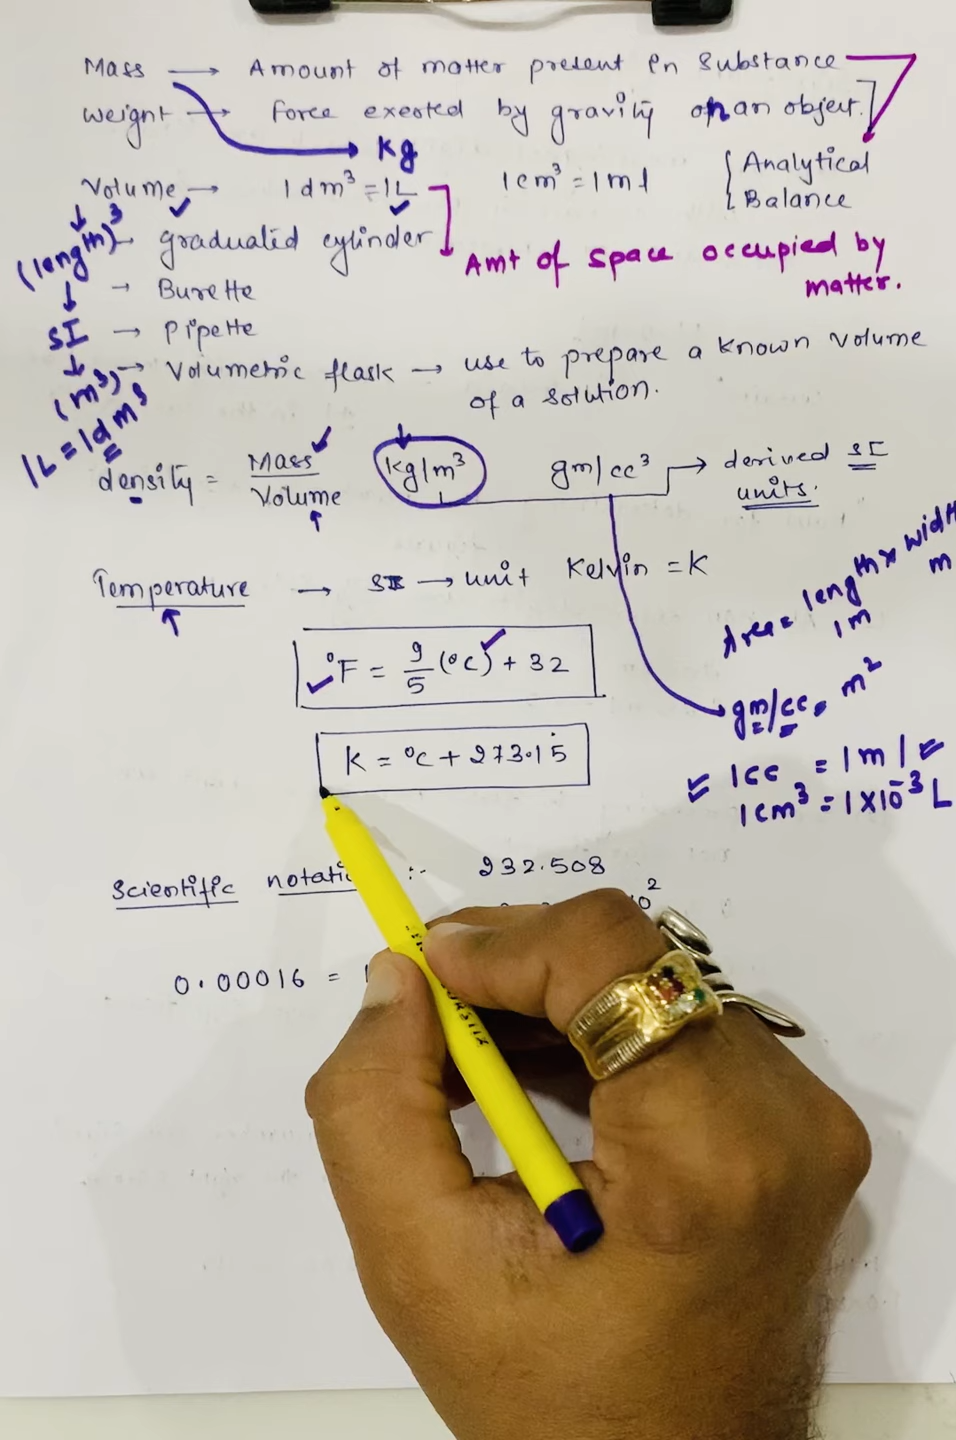 Mass → Amount of matter present in substance
Weight → Force exerted by gravity on an object.
Kg
Volume → 1 dm³ = 1L
1 cm³ = 1 ml
Analytical
Balance
(length)³
→ graduated cylinder
Amt of space occupied by
matter.
→ Burette
SI → pipette
→ Volumetric flask → use to prepare a known volume
of a solution.
(m³)
1L = 1dm³
density = Mass/Volume kg/m³ gm/cc³ → derived SI
units.
Temperature → SI → unit Kelvin = K
Area = length × width
1m m
m²
°F = 9/5 (°C) + 32
gm/cc.
K = °C + 273.15
1cc = 1ml
1cm³ = 1×10⁻³ L
Scientific :- 232.508
0.00016 =